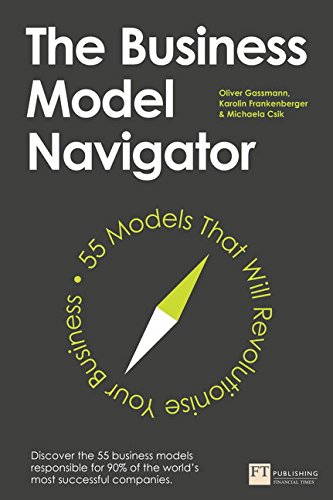 The Business
Model
Navigator
Oliver Gassmann,
Karolin Frankenberger
& Michaela Csik
55 Models That Will Revolutionise Your Business •
Discover the 55 business models
responsible for 90% of the world's
most successful companies.
FT PUBLISHING
FINANCIAL TIMES